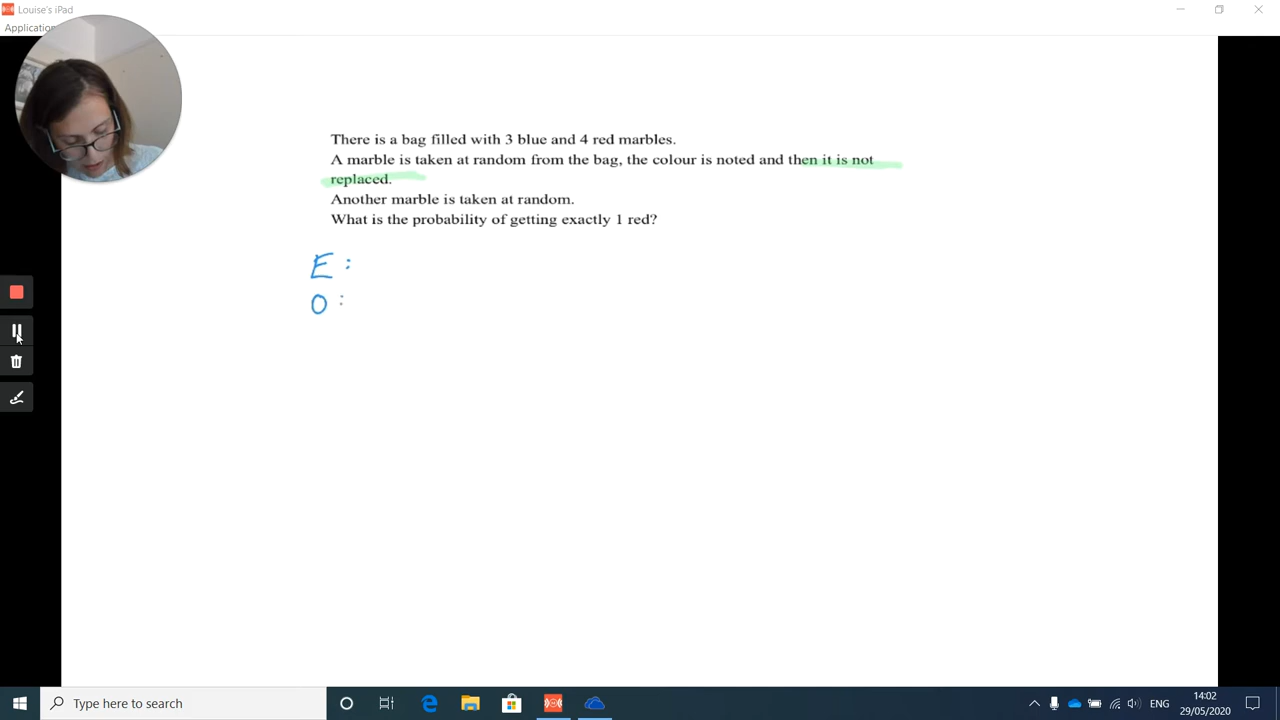 Louise's iPad
Application
There is a bag filled with 3 blue and 4 red marbles.
A marble is taken at random from the bag, the colour is noted and then it is not
replaced.
Another marble is taken at random.
What is the probability of getting exactly 1 red?
E :
O :
Type here to search
ENG
14:02
29/05/2020